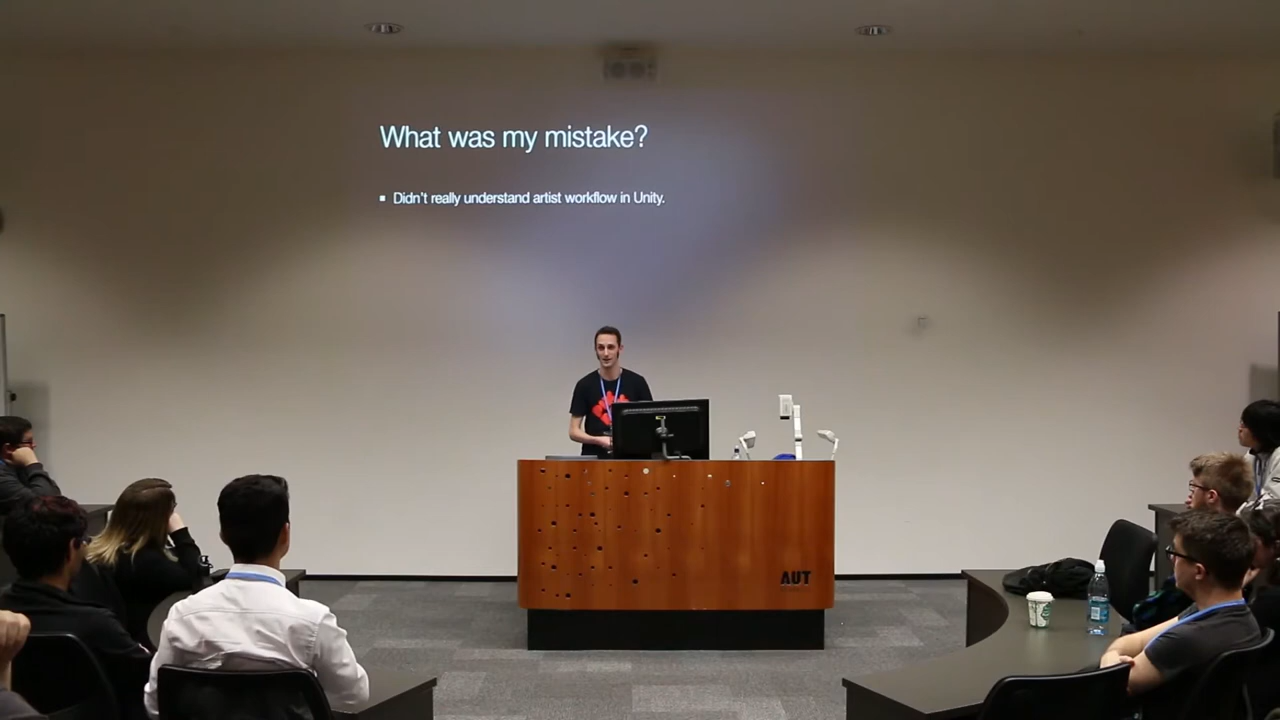 What was my mistake?
▪ Didn't really understand artist workflow in Unity.
AUT